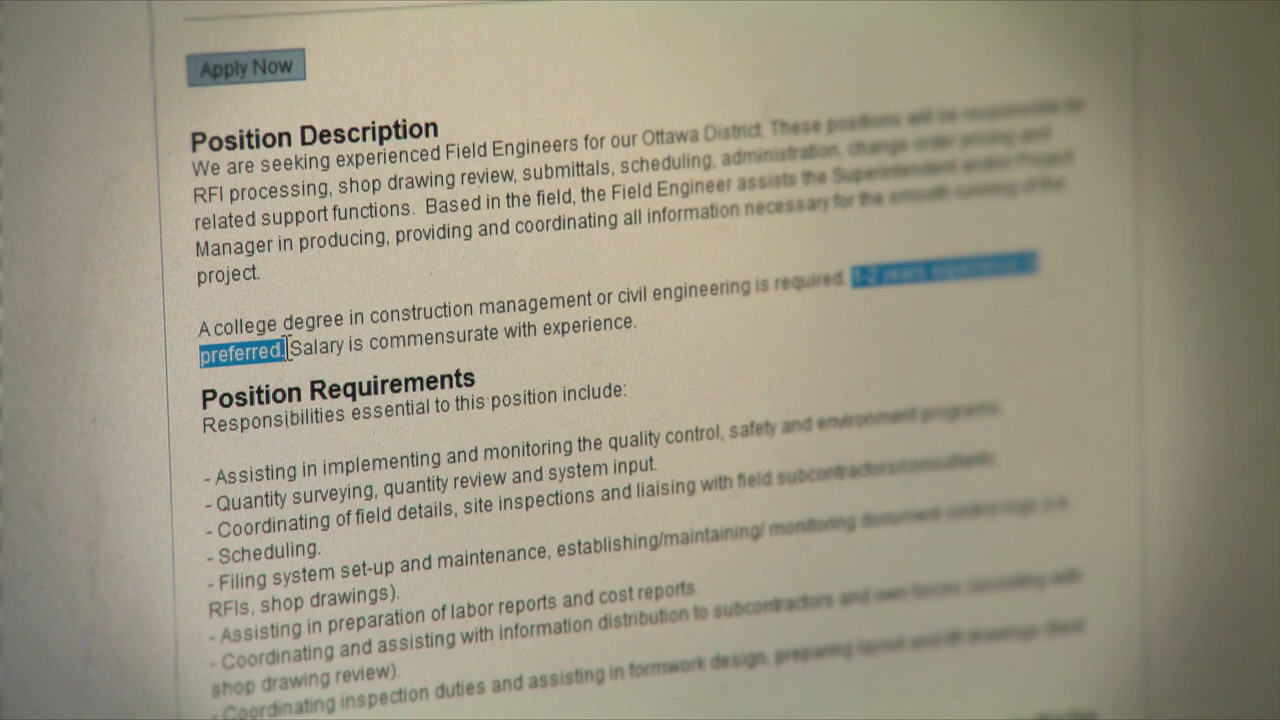 Apply Now
Position Description
We are seeking experienced Field Engineers for our Ottawa District. These positions will be responsible for
RFI processing, shop drawing review, submittals, scheduling, administration, change order pricing and
related support functions. Based in the field, the Field Engineer assists the Superintendent and/or Project
Manager in producing, providing and coordinating all information necessary for the smooth running of the
project.
A college degree in construction management or civil engineering is required. 1-2 years experience is
preferred. Salary is commensurate with experience.
Position Requirements
Responsibilities essential to this position include:
- Assisting in implementing and monitoring the quality control, safety and environment programs.
- Quantity surveying, quantity review and system input.
- Coordinating of field details, site inspections and liaising with field subcontractors/consultants.
- Scheduling.
- Filing system set-up and maintenance, establishing/maintaining/ monitoring document control logs (i.e.
RFIs, shop drawings).
- Assisting in preparation of labor reports and cost reports.
- Coordinating and assisting with information distribution to subcontractors and own forces (assisting with
shop drawing review).
- Coordinating inspection duties and assisting in formwork design, preparing layout and lift drawings (field